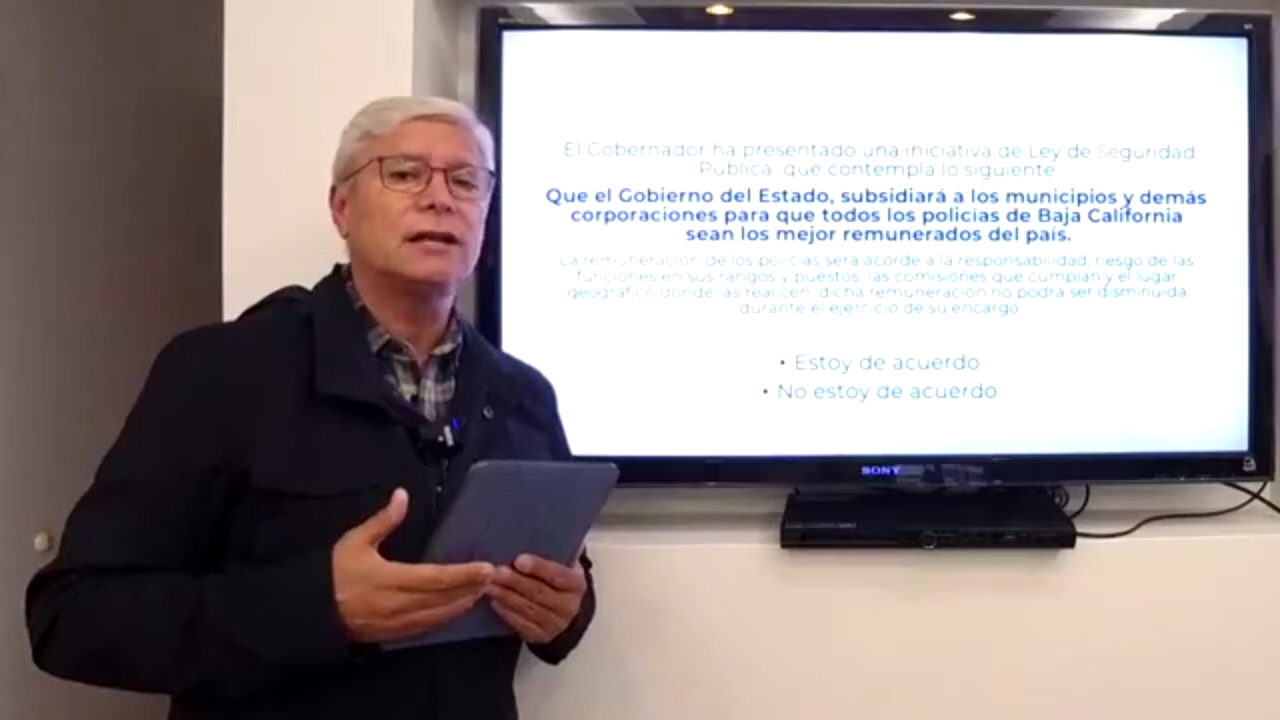 El Gobernador ha presentado una iniciativa de Ley de Seguridad
Publica que contempla lo siguiente
Que el Gobierno del Estado, subsidiará a los municipios y demás
corporaciones para que todos los policías de Baja California
sean los mejor remunerados del país.
La remuneración de los policias será acorde a la responsabilidad, riesgo de las
funciones en sus rangos y puestos, las comisiones que cumplan y el lugar
geográfico donde las realicen, dicha remuneración no podrá ser disminuida
durante el ejercicio de su encargo
• Estoy de acuerdo
• No estoy de acuerdo
SONY